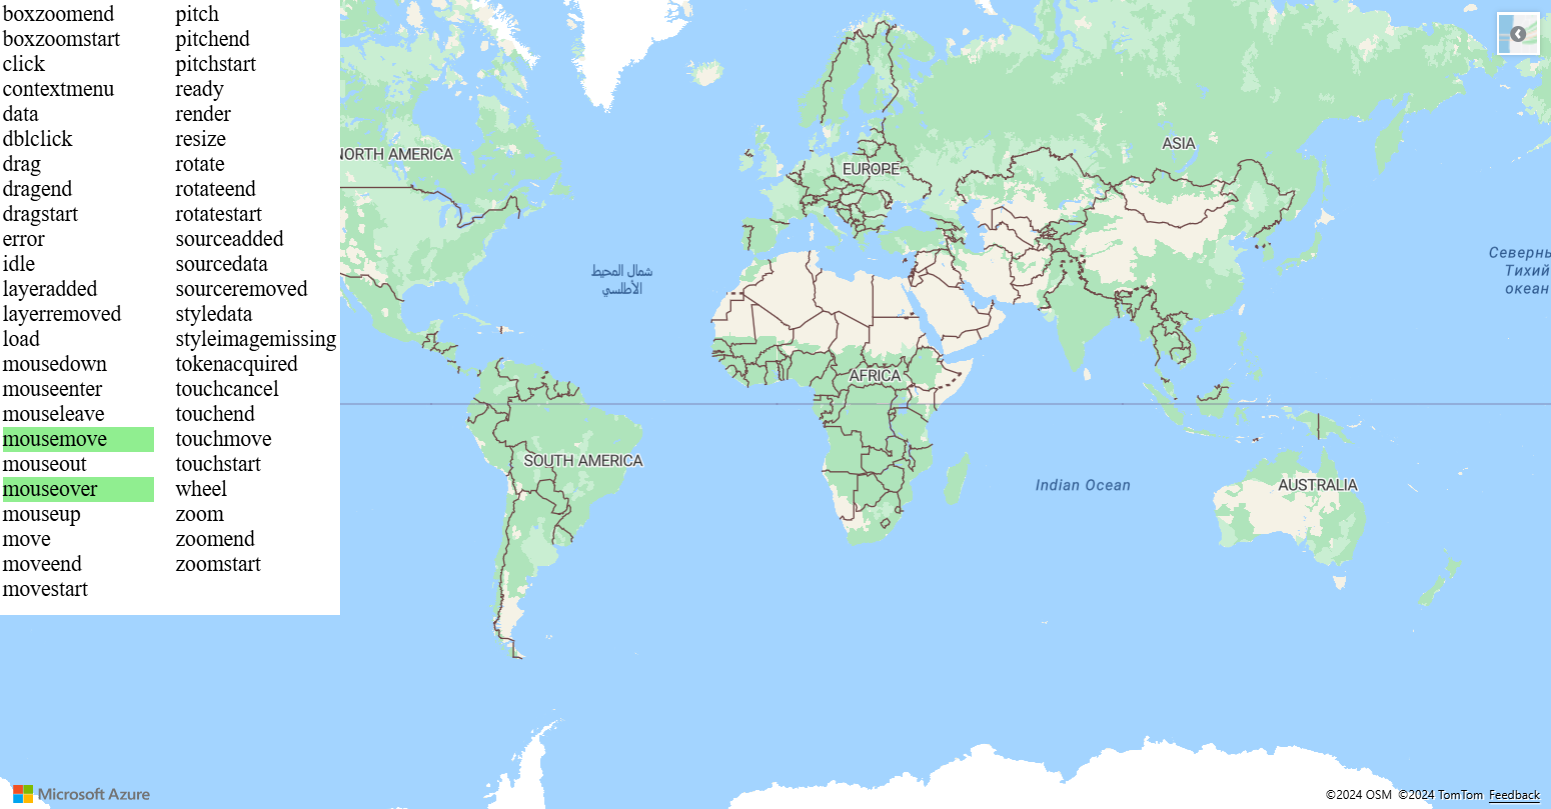 boxzoomend
boxzoomstart
click
contextmenu
data
dblclick
drag
dragend
dragstart
error
idle
layeradded
layerremoved
load
mousedown
mouseenter
mouseleave
mousemove
mouseout
mouseover
mouseup
move
moveend
movestart
pitch
pitchend
pitchstart
ready
render
resize
rotate
rotateend
rotatestart
sourceadded
sourcedata
sourceremoved
styledata
styleimagemissing
tokenacquired
touchcancel
touchend
touchmove
touchstart
wheel
zoom
zoomend
zoomstart
NORTH AMERICA
EUROPE
ASIA
شمال المحيط
الأطلسي
Тихий
океан
AFRICA
SOUTH AMERICA
Indian Ocean
AUSTRALIA
Microsoft Azure
©2024 OSM ©2024 TomTom Feedback